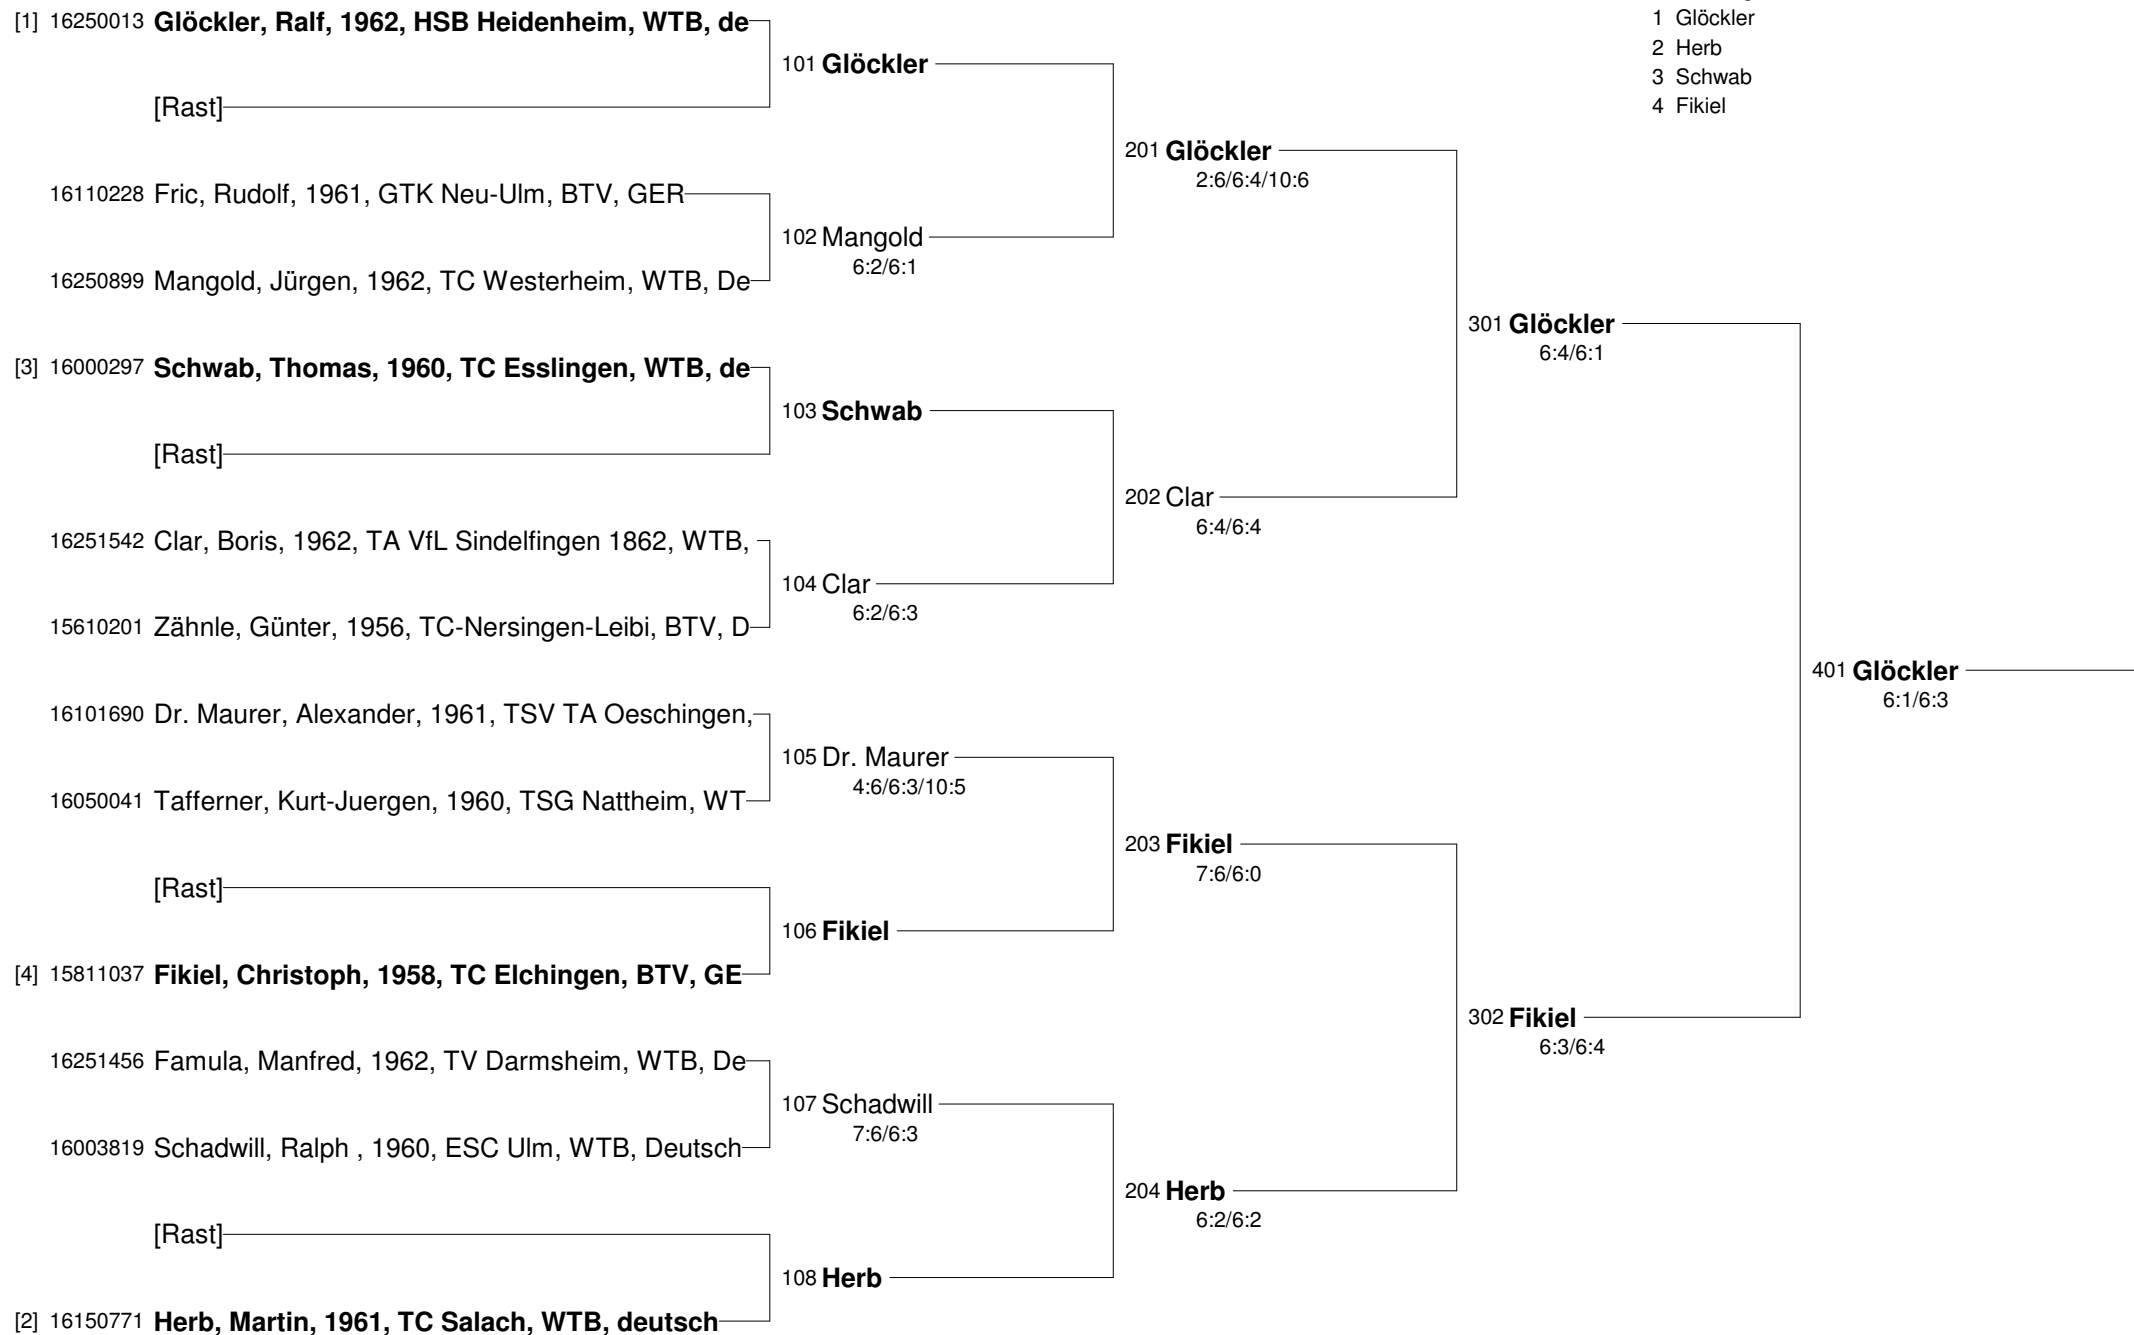 [1] 16250013 Glöckler, Ralf, 1962, HSB Heidenheim, WTB, de
[Rast]
16110228 Fric, Rudolf, 1961, GTK Neu-Ulm, BTV, GER
16250899 Mangold, Jürgen, 1962, TC Westerheim, WTB, De
[3] 16000297 Schwab, Thomas, 1960, TC Esslingen, WTB, de
[Rast]
16251542 Clar, Boris, 1962, TA VfL Sindelfingen 1862, WTB,
15610201 Zähnle, Günter, 1956, TC-Nersingen-Leibi, BTV, D
16101690 Dr. Maurer, Alexander, 1961, TSV TA Oeschingen,
16050041 Tafferner, Kurt-Juergen, 1960, TSG Nattheim, WT
[Rast]
[4] 15811037 Fikiel, Christoph, 1958, TC Elchingen, BTV, GE
16251456 Famula, Manfred, 1962, TV Darmsheim, WTB, De
16003819 Schadwill, Ralph , 1960, ESC Ulm, WTB, Deutsch
[Rast]
[2] 16150771 Herb, Martin, 1961, TC Salach, WTB, deutsch
101 Glöckler
102 Mangold
6:2/6:1
103 Schwab
104 Clar
6:2/6:3
105 Dr. Maurer
4:6/6:3/10:5
106 Fikiel
107 Schadwill
7:6/6:3
108 Herb
201 Glöckler
2:6/6:4/10:6
202 Clar
6:4/6:4
203 Fikiel
7:6/6:0
204 Herb
6:2/6:2
301 Glöckler
6:4/6:1
302 Fikiel
6:3/6:4
401 Glöckler
6:1/6:3
1 Glöckler
2 Herb
3 Schwab
4 Fikiel